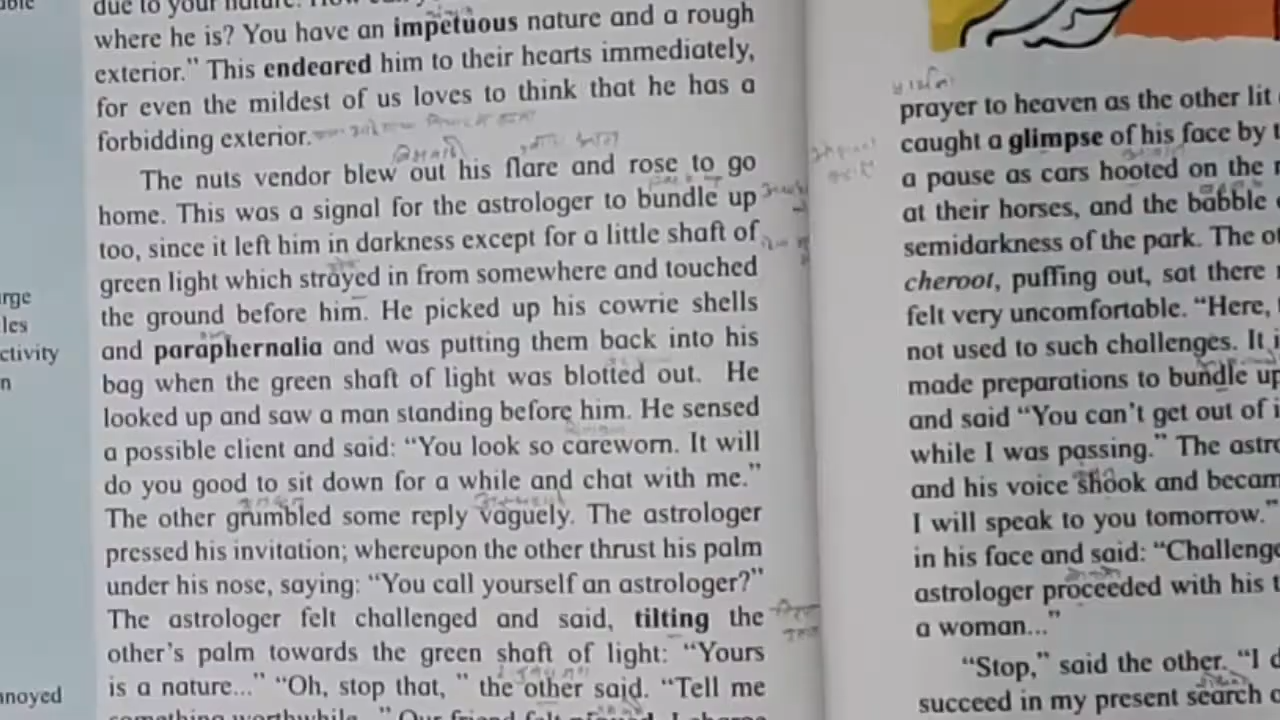 due to your nature.
where he is? You have an impetuous nature and a rough
exterior." This endeared him to their hearts immediately,
for even the mildest of us loves to think that he has a
forbidding exterior.
The nuts vendor blew out his flare and rose to go
home. This was a signal for the astrologer to bundle up
too, since it left him in darkness except for a little shaft of
green light which strayed in from somewhere and touched
the ground before him. He picked up his cowrie shells
and paraphernalia and was putting them back into his
bag when the green shaft of light was blotted out. He
looked up and saw a man standing before him. He sensed
a possible client and said: "You look so careworn. It will
do you good to sit down for a while and chat with me."
The other grumbled some reply vaguely. The astrologer
pressed his invitation; whereupon the other thrust his palm
under his nose, saying: "You call yourself an astrologer?"
The astrologer felt challenged and said, tilting the
other's palm towards the green shaft of light: "Yours
is a nature..." "Oh, stop that, " the other said. "Tell me
something worthwhile
prayer to heaven as the other lit
caught a glimpse of his face by
a pause as cars hooted on the
at their horses, and the babble
semidarkness of the park. The
cheroot, puffing out, sat there
felt very uncomfortable. "Here,
not used to such challenges. It
made preparations to bundle up
and said "You can't get out of
while I was passing." The
and his voice shook and
I will speak to you tomorrow."
in his face and said:
astrologer proceeded with his
a woman..."
"Stop," said the other. "I
succeed in my present search